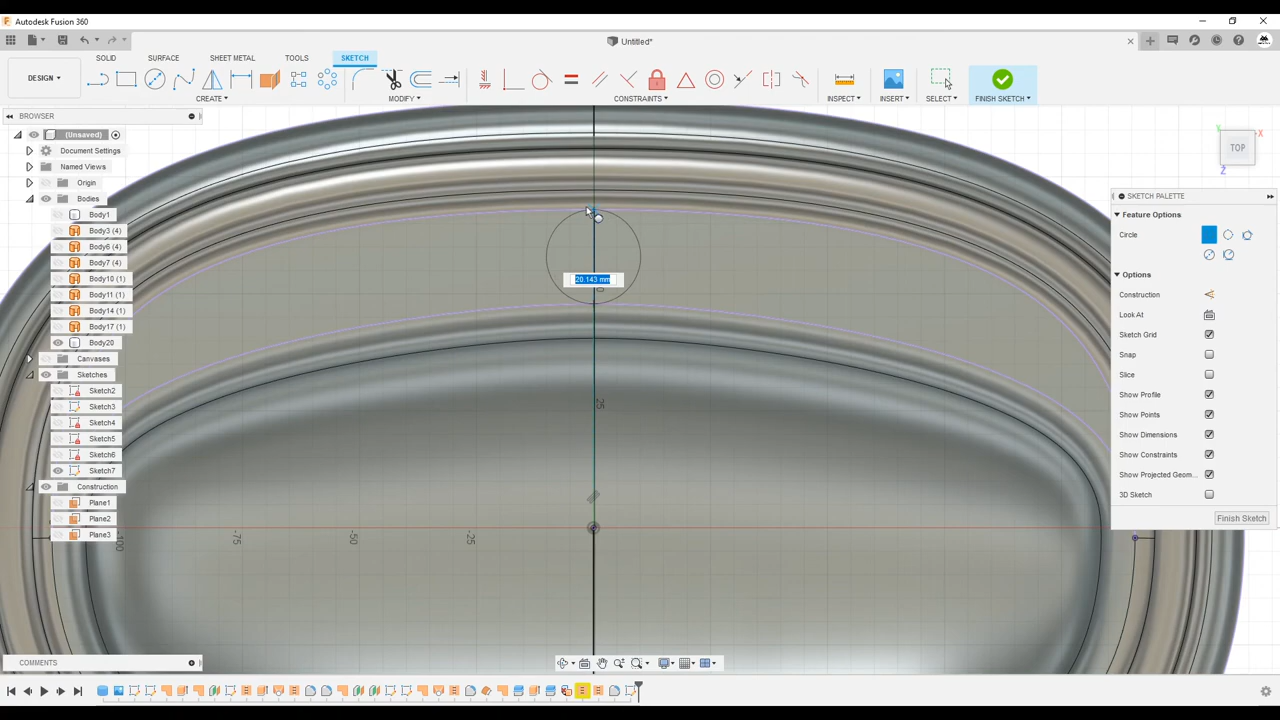 Autodesk Fusion 360
Untitled*
DESIGN
SOLID SURFACE SHEET METAL TOOLS SKETCH
CREATE MODIFY CONSTRAINTS INSPECT INSERT SELECT FINISH SKETCH
BROWSER
(Unsaved)
Document Settings
Named Views
Origin
Bodies
Body1
Body3 (4)
Body6 (4)
Body7 (4)
Body10 (1)
Body11 (1)
Body14 (1)
Body17 (1)
Body20
Canvases
Sketches
Sketch2
Sketch3
Sketch4
Sketch5
Sketch6
Sketch7
Construction
Plane1
Plane2
Plane3
20.143 mm
25
-100
-75
-50
-25
Y
X
TOP
Z
SKETCH PALETTE
Feature Options
Circle
Options
Construction
Look At
Sketch Grid
Snap
Slice
Show Profile
Show Points
Show Dimensions
Show Constraints
Show Projected Geom...
3D Sketch
Finish Sketch
COMMENTS